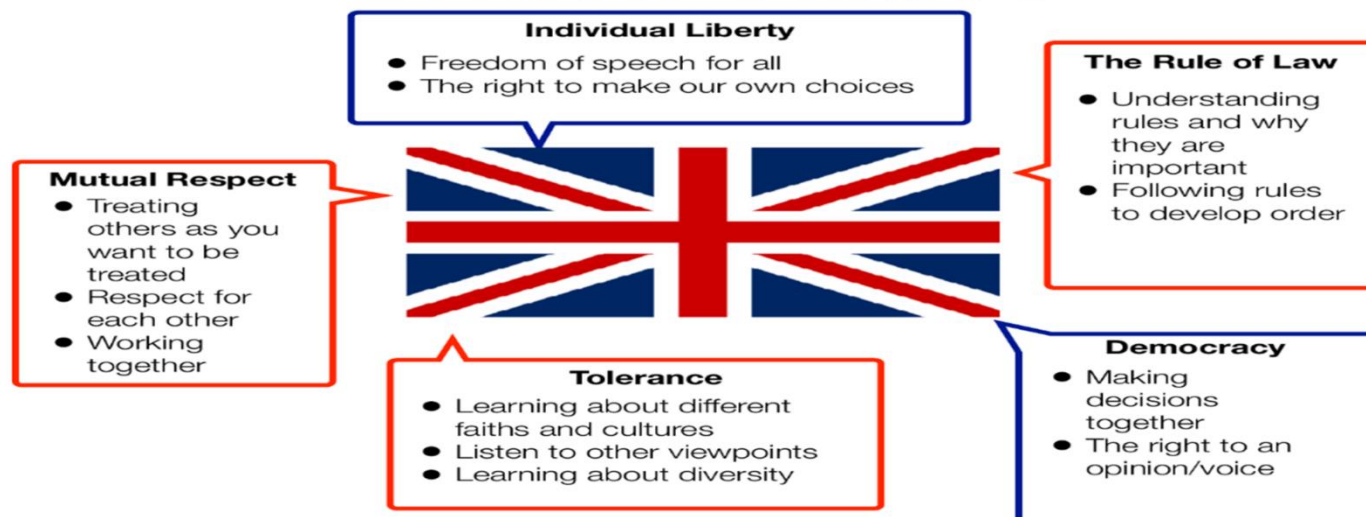 Individual Liberty
● Freedom of speech for all
● The right to make our own choices
The Rule of Law
● Understanding
rules and why
they are
important
● Following rules
to develop order
Mutual Respect
● Treating
others as you
want to be
treated
● Respect for
each other
● Working
together
Tolerance
● Learning about different
faiths and cultures
● Listen to other viewpoints
● Learning about diversity
Democracy
● Making
decisions
together
● The right to an
opinion/voice